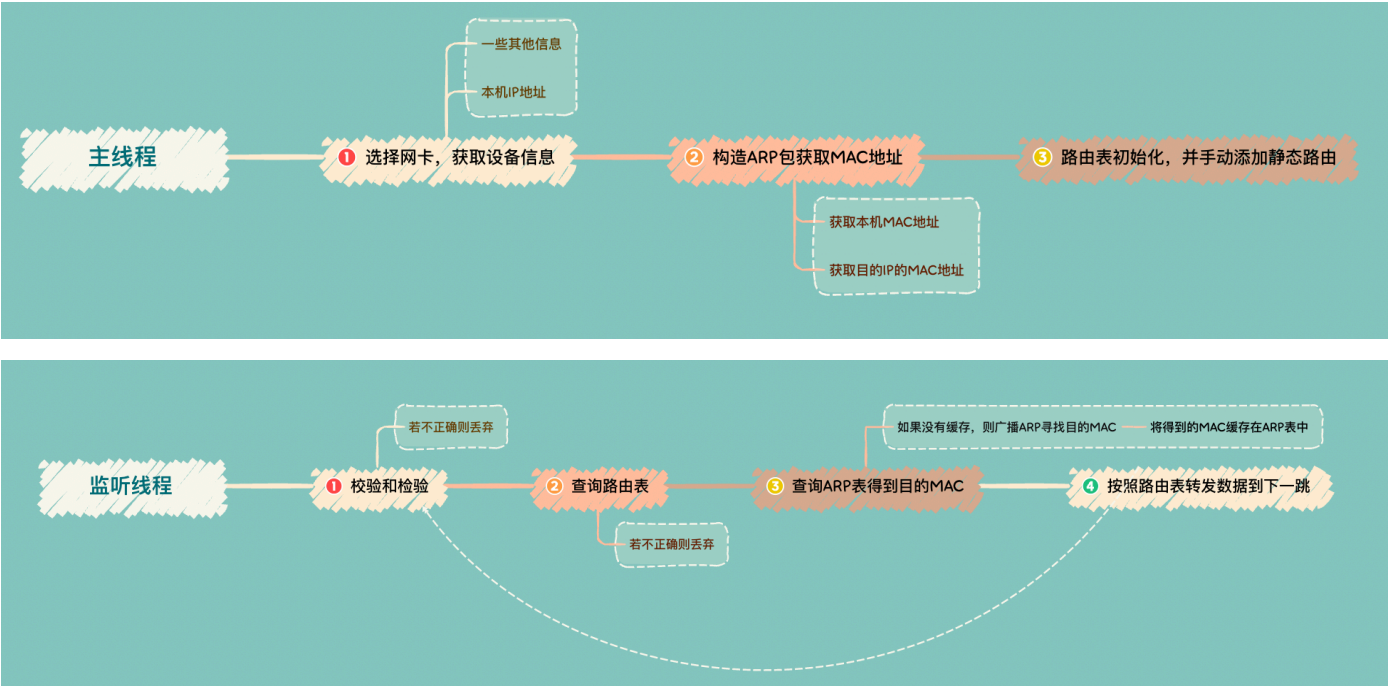 一些其他信息
本机IP地址
主线程
1 选择网卡，获取设备信息
2 构造ARP包获取MAC地址
3 路由表初始化，并手动添加静态路由
获取本机MAC地址
获取目的IP的MAC地址
若不正确则丢弃
如果没有缓存，则广播ARP寻找目的MAC
将得到的MAC缓存在ARP表中
监听线程
1 校验和检验
2 查询路由表
3 查询ARP表得到目的MAC
4 按照路由表转发数据到下一跳
若不正确则丢弃